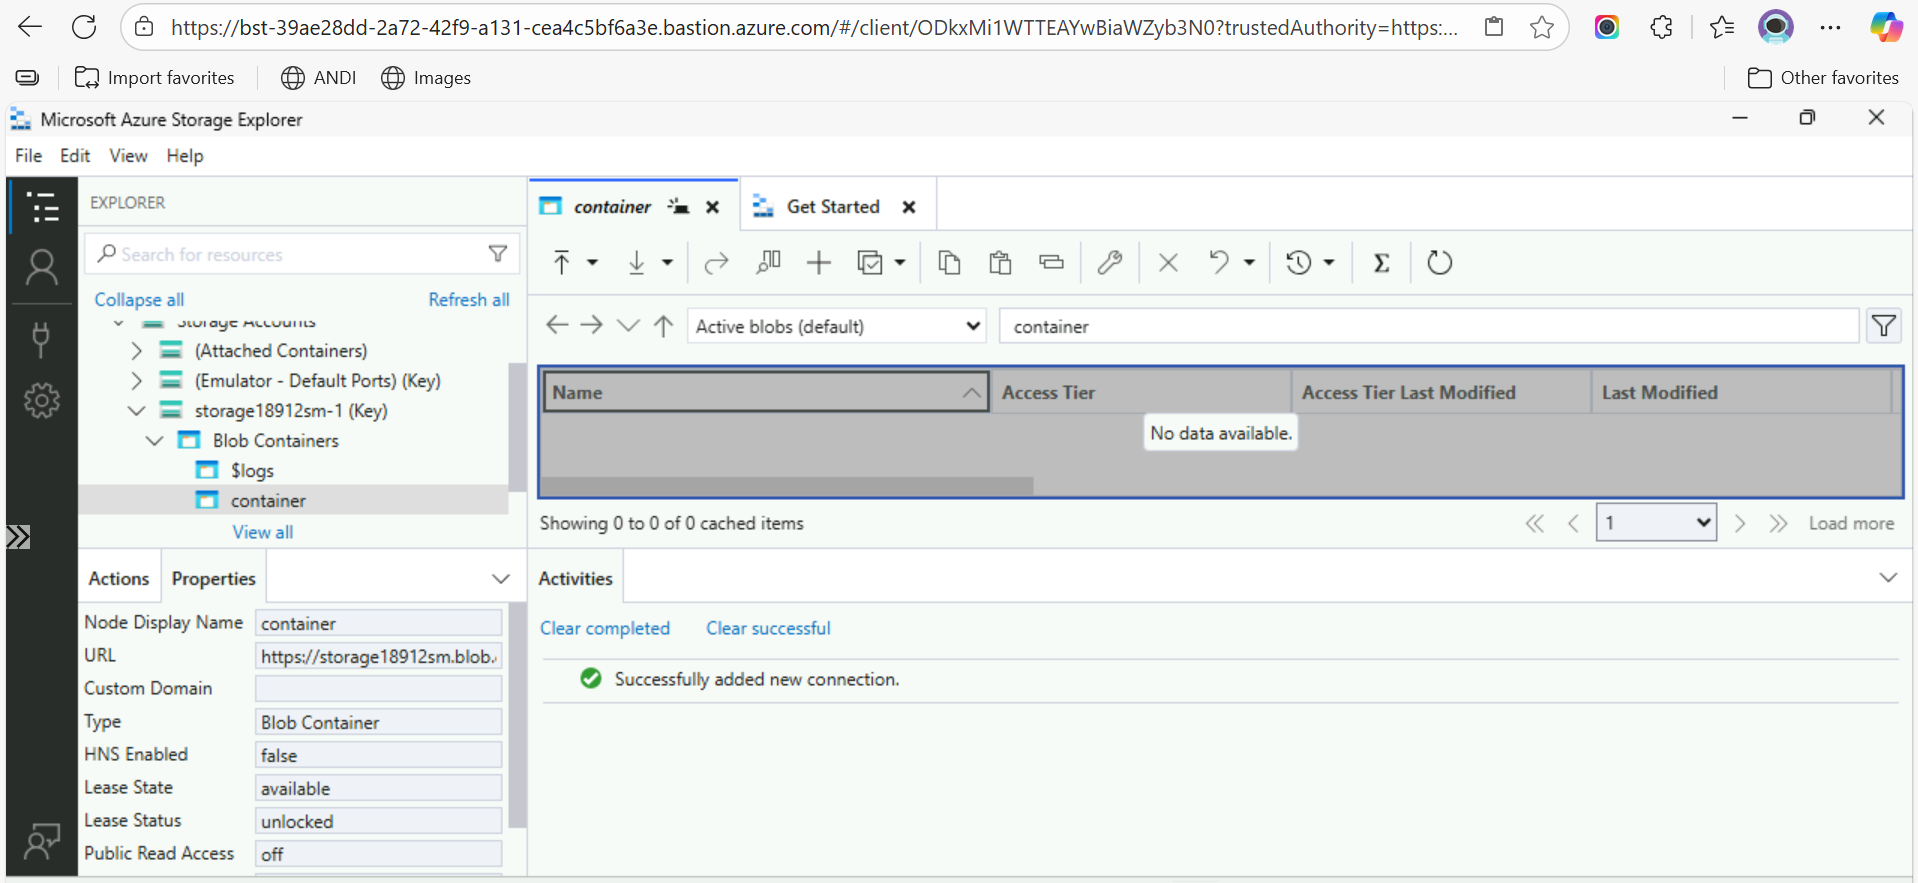 https://bst-39ae28dd-2a72-42f9-a131-cea4c5bf6a3e.bastion.azure.com/#/client/ODkxMi1WTTEAYwBiaWZyb3N0?trustedAuthority=https:...
Import favorites
ANDI
Images
Other favorites
Microsoft Azure Storage Explorer
File Edit View Help
EXPLORER
Search for resources
Collapse all
Refresh all
Storage Accounts
(Attached Containers)
(Emulator - Default Ports) (Key)
storage18912sm-1 (Key)
Blob Containers
$logs
container
View all
Actions
Properties
Node Display Name container
URL https://storage18912sm.blob.
Custom Domain
Type Blob Container
HNS Enabled false
Lease State available
Lease Status unlocked
Public Read Access off
container
Get Started
Active blobs (default)
container
Name Access Tier Access Tier Last Modified Last Modified
No data available.
Showing 0 to 0 of 0 cached items
1
Load more
Activities
Clear completed
Clear successful
Successfully added new connection.